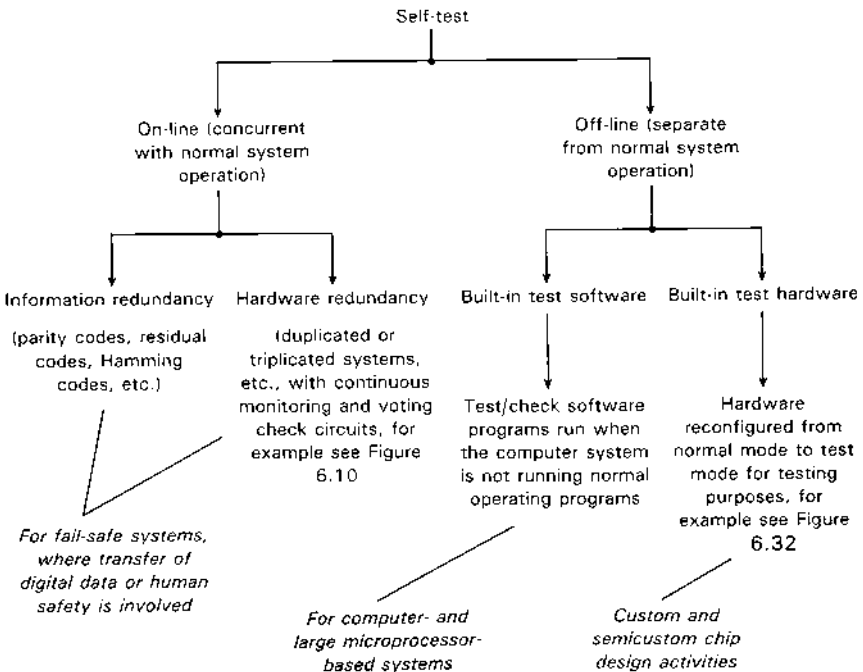 Self-test
On-line (concurrent
with normal system
operation)
Off-line (separate
from normal system
operation)
Information redundancy
(parity codes, residual
codes, Hamming
codes, etc.)
Hardware redundancy
(duplicated or
triplicated systems,
etc., with continuous
monitoring and voting
check circuits, for
example see Figure
6.10
Built-in test software
Test/check software
programs run when
the computer system
is not running normal
operating programs
Built-in test hardware
Hardware
reconfigured from
normal mode to test
mode for testing
purposes, for
example see Figure
6.32
For fail-safe systems,
where transfer of
digital data or human
safety is involved
For computer- and
large microprocessor-
based systems
Custom and
semicustom chip
design activities